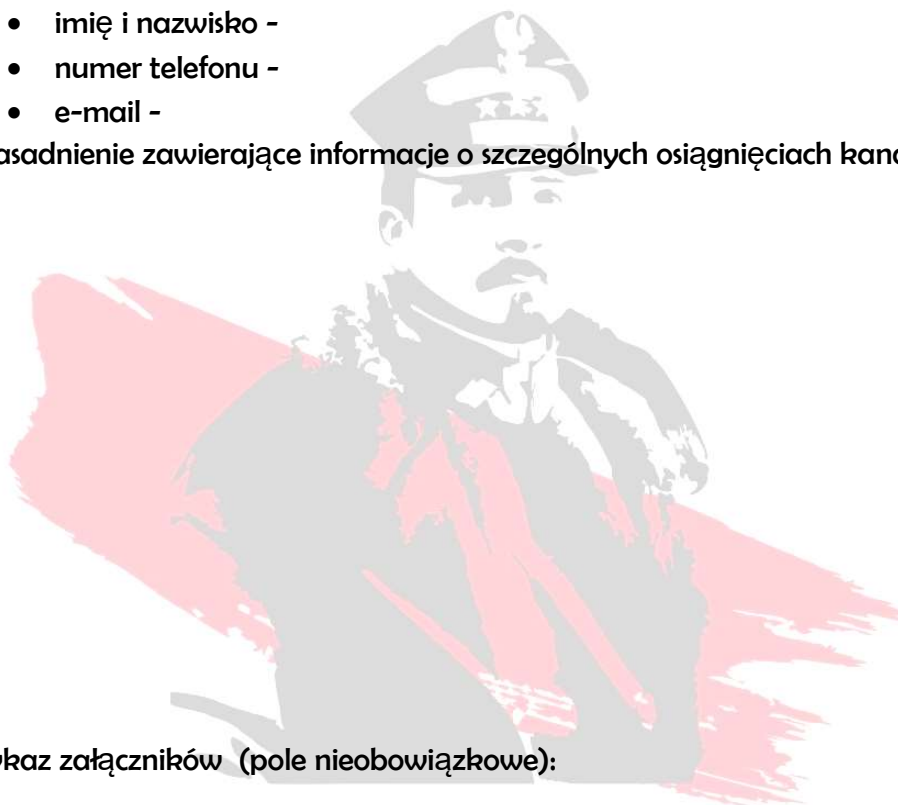 • imię i nazwisko -
• numer telefonu -
• e-mail -
asadnienie zawierające informacje o szczególnych osiągnięciach kand
kaz załączników (pole nieobowiązkowe):